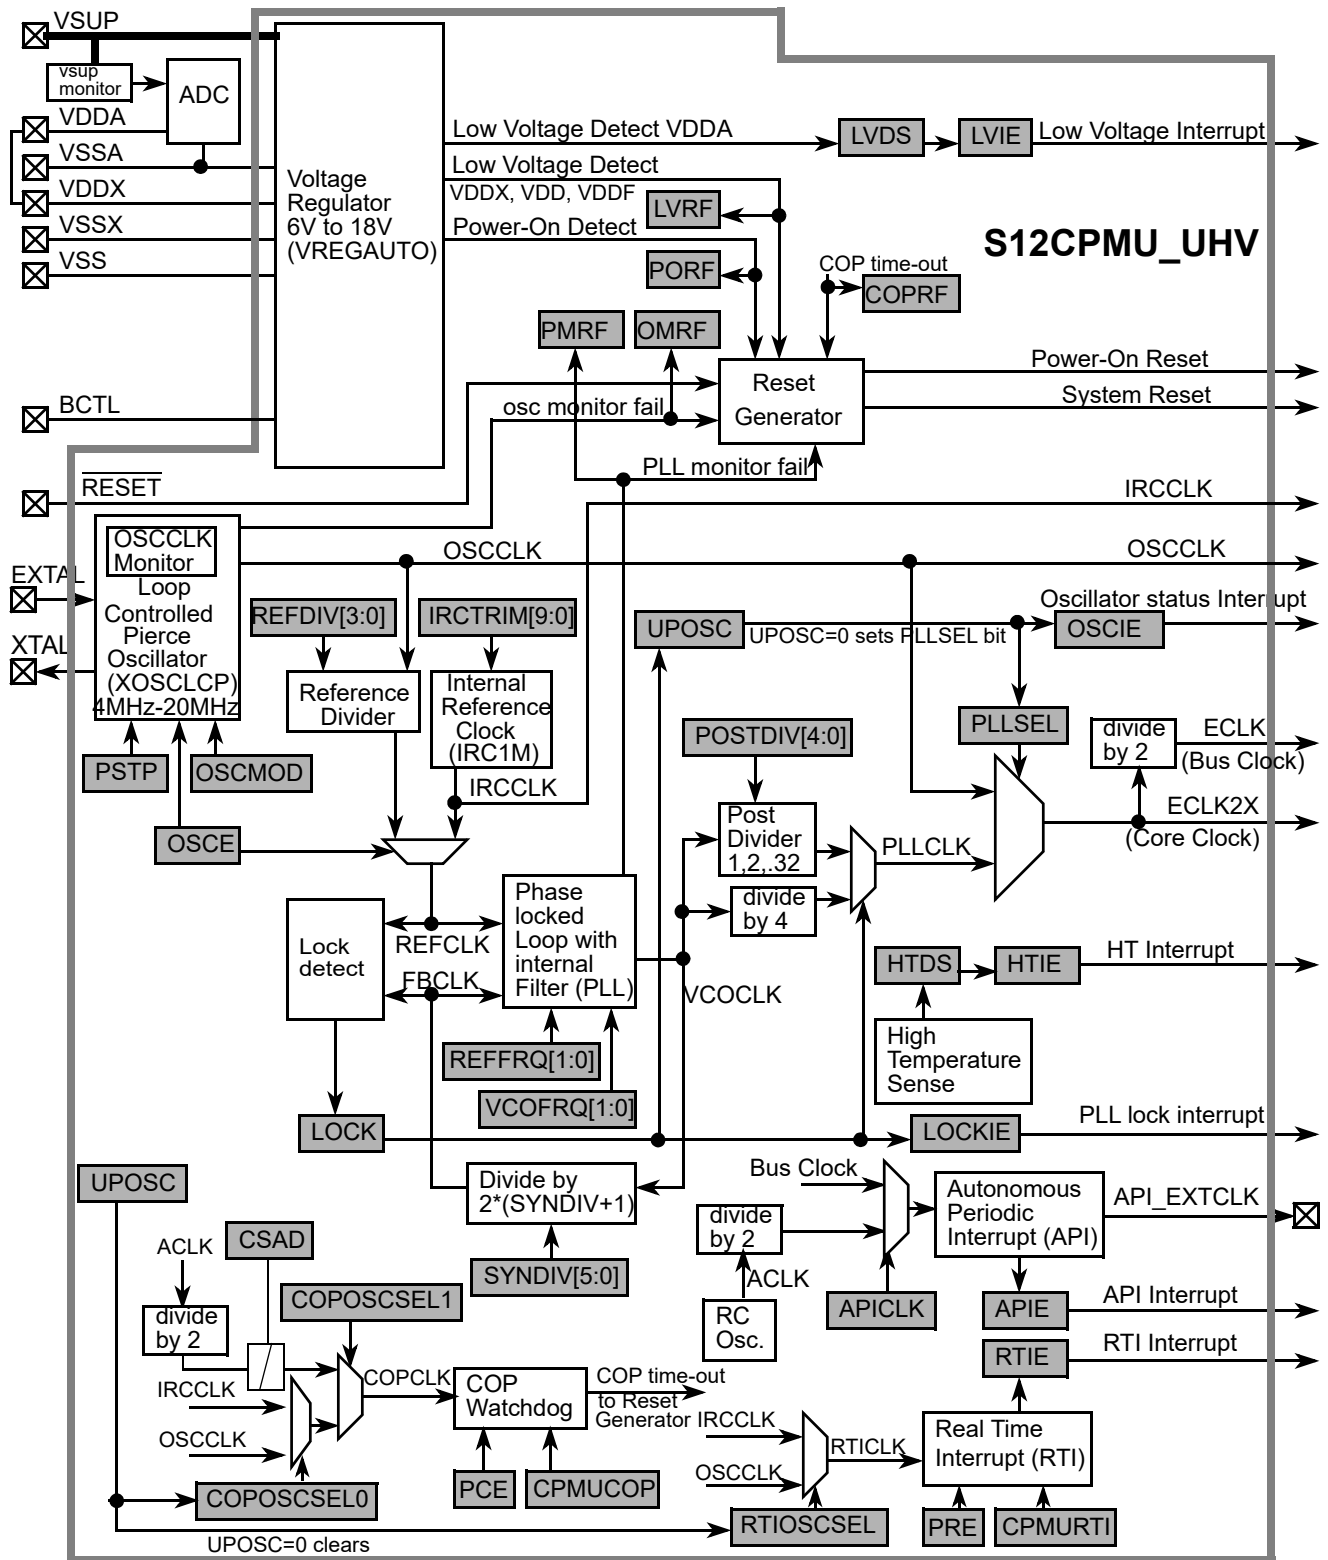 VSUP
vsup
monitor
ADC
VDDA
VSSA
VDDX
VSSX
VSS
BCTL
RESET
EXTAL
XTAL
Voltage
Regulator
6V to 18V
(VREGAUTO)
Low Voltage Detect VDDA
LVDS
LVIE
Low Voltage Interrupt
Low Voltage Detect
VDDX, VDD, VDDF
LVRF
Power-On Detect
PORF
S12CPMU_UHV
COP time-out
COPRF
PMRF
OMRF
Reset
Generator
Power-On Reset
System Reset
osc monitor fail
PLL monitor fail
IRCCLK
OSCCLK
Monitor
Loop
Controlled
Pierce
Oscillator
(XOSCLCP)
4MHz-20MHz
OSCCLK
OSCCLK
REFDIV[3:0]
IRCTRIM[9:0]
UPOSC
UPOSC=0 sets PLLSEL bit
Oscillator status Interrupt
OSCIE
Reference
Divider
Internal
Reference
Clock
(IRC1M)
PSTP
OSCMOD
IRCCLK
OSCE
POSTDIV[4:0]
PLLSEL
divide
by 2
ECLK
(Bus Clock)
ECLK2X
(Core Clock)
Post
Divider
1,2,.32
PLLCLK
divide
by 4
Lock
detect
REFCLK
FBCLK
Phase
locked
Loop with
internal
Filter (PLL)
VCOCLK
REFFRQ[1:0]
VCOFRQ[1:0]
HTDS
HTIE
HT Interrupt
High
Temperature
Sense
LOCK
LOCKIE
PLL lock interrupt
UPOSC
Divide by
2*(SYNDIV+1)
SYNDIV[5:0]
Bus Clock
divide
by 2
ACLK
RC
Osc.
APICLK
Autonomous
Periodic
Interrupt (API)
API_EXTCLK
APIE
API Interrupt
RTIE
RTI Interrupt
ACLK
CSAD
divide
by 2
COPOSCSEL1
IRCCLK
OSCCLK
COPCLK
COP
Watchdog
COP time-out
to Reset
Generator
PCE
CPMUCOP
COPOSCSEL0
UPOSC=0 clears
IRCCLK
OSCCLK
RTICLK
Real Time
Interrupt (RTI)
RTIOSCSEL
PRE
CPMURTI